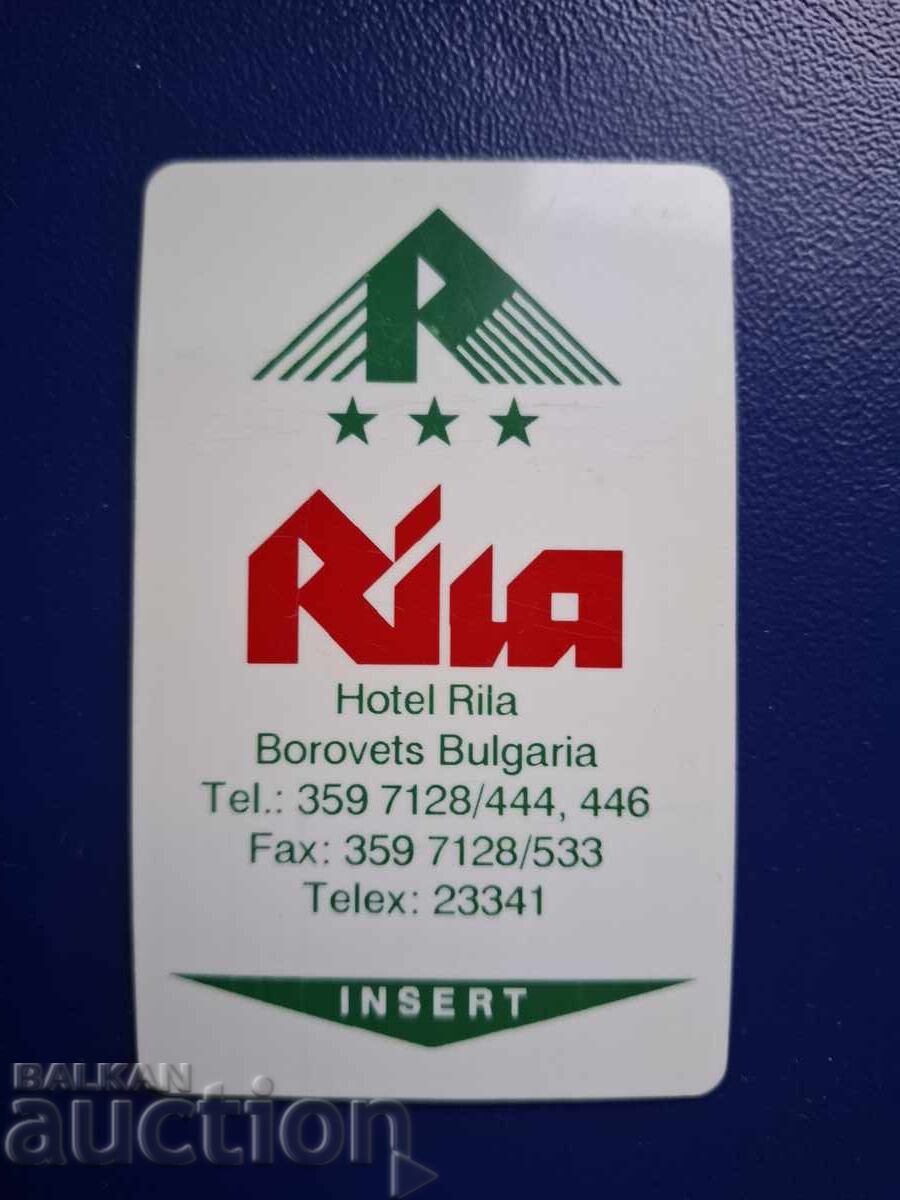 R
Rila
Hotel Rila
Borovets Bulgaria
Tel.: 359 7128/444, 446
Fax: 359 7128/533
Telex: 23341
INSERT
BALKAN
auction